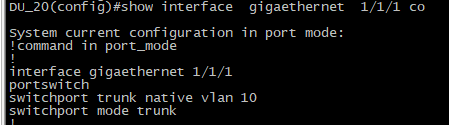 DU_20(config)#show interface  gigaethernet  1/1/1 co
System current configuration in port mode:
!command in port_mode
!
interface gigaethernet 1/1/1
portswitch
switchport trunk native vlan 10
switchport mode trunk
!